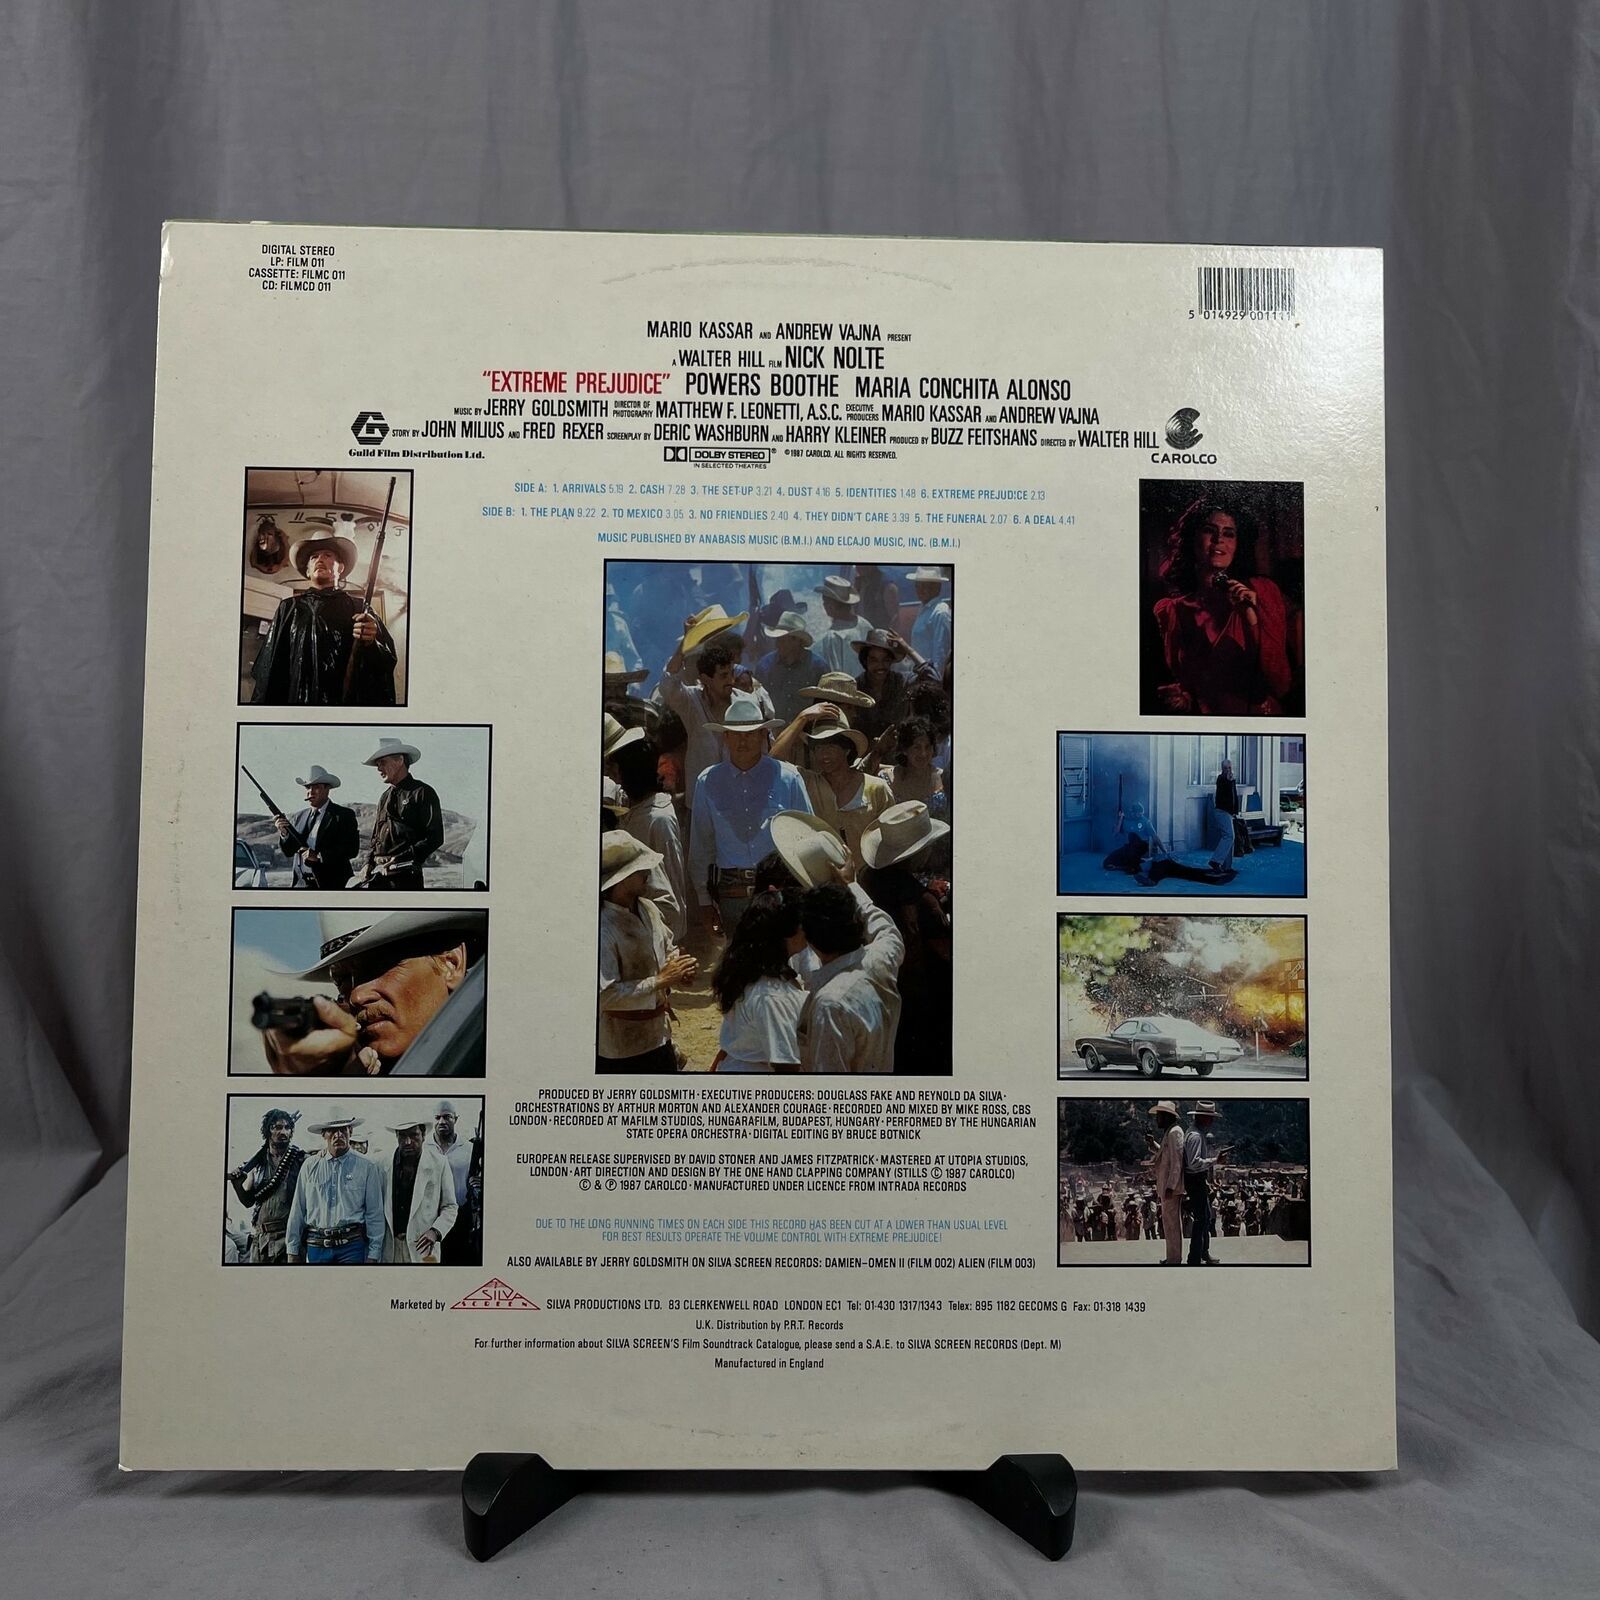 DIGITAL STEREO
LP: FILM 011
CASSETTE: FILMC 011
CD: FILMCD 011
5 014929 001111
MARIO KASSAR AND ANDREW VAJNA PRESENT
A WALTER HILL FILM NICK NOLTE
"EXTREME PREJUDICE" POWERS BOOTHE MARIA CONCHITA ALONSO
MUSIC BY JERRY GOLDSMITH DIRECTOR OF PHOTOGRAPHY MATTHEW F. LEONETTI, A.S.C. EXECUTIVE PRODUCERS MARIO KASSAR AND ANDREW VAJNA
STORY BY JOHN MILIUS AND FRED REXER SCREENPLAY BY DERIC WASHBURN AND HARRY KLEINER PRODUCED BY BUZZ FEITSHANS DIRECTED BY WALTER HILL
Guild Film Distribution Ltd.
DOLBY STEREO ®
IN SELECTED THEATRES
©1987 CAROLCO. ALL RIGHTS RESERVED.
CAROLCO
SIDE A: 1. ARRIVALS 5.19 2. CASH 7.28 3. THE SET-UP 3.21 4. DUST 4.16 5. IDENTITIES 1.48 6. EXTREME PREJUDICE 2.13
SIDE B: 1. THE PLAN 9.22 2. TO MEXICO 3.05 3. NO FRIENDLIES 2.40 4. THEY DIDN'T CARE 3.39 5. THE FUNERAL 2.07 6. A DEAL 4.41
MUSIC PUBLISHED BY ANABASIS MUSIC (B.M.I.) AND ELCAJO MUSIC, INC. (B.M.I.)
PRODUCED BY JERRY GOLDSMITH · EXECUTIVE PRODUCERS: DOUGLASS FAKE AND REYNOLD DA SILVA ·
ORCHESTRATIONS BY ARTHUR MORTON AND ALEXANDER COURAGE · RECORDED AND MIXED BY MIKE ROSS, CBS
LONDON · RECORDED AT MAFILM STUDIOS, HUNGARAFILM, BUDAPEST, HUNGARY · PERFORMED BY THE HUNGARIAN
STATE OPERA ORCHESTRA · DIGITAL EDITING BY BRUCE BOTNICK
EUROPEAN RELEASE SUPERVISED BY DAVID STONER AND JAMES FITZPATRICK · MASTERED AT UTOPIA STUDIOS,
LONDON · ART DIRECTION AND DESIGN BY THE ONE HAND CLAPPING COMPANY (STILLS © 1987 CAROLCO)
© & ℗ 1987 CAROLCO · MANUFACTURED UNDER LICENCE FROM INTRADA RECORDS
DUE TO THE LONG RUNNING TIMES ON EACH SIDE THIS RECORD HAS BEEN CUT AT A LOWER THAN USUAL LEVEL
FOR BEST RESULTS OPERATE THE VOLUME CONTROL WITH EXTREME PREJUDICE!
ALSO AVAILABLE BY JERRY GOLDSMITH ON SILVA SCREEN RECORDS: DAMIEN–OMEN II (FILM 002) ALIEN (FILM 003)
Marketed by SILVA SCREEN SILVA PRODUCTIONS LTD. 83 CLERKENWELL ROAD LONDON EC1 Tel: 01-430 1317/1343 Telex: 895 1182 GECOMS G Fax: 01-318 1439
U.K. Distribution by P.R.T. Records
For further information about SILVA SCREEN'S Film Soundtrack Catalogue, please send a S.A.E. to SILVA SCREEN RECORDS (Dept. M)
Manufactured in England